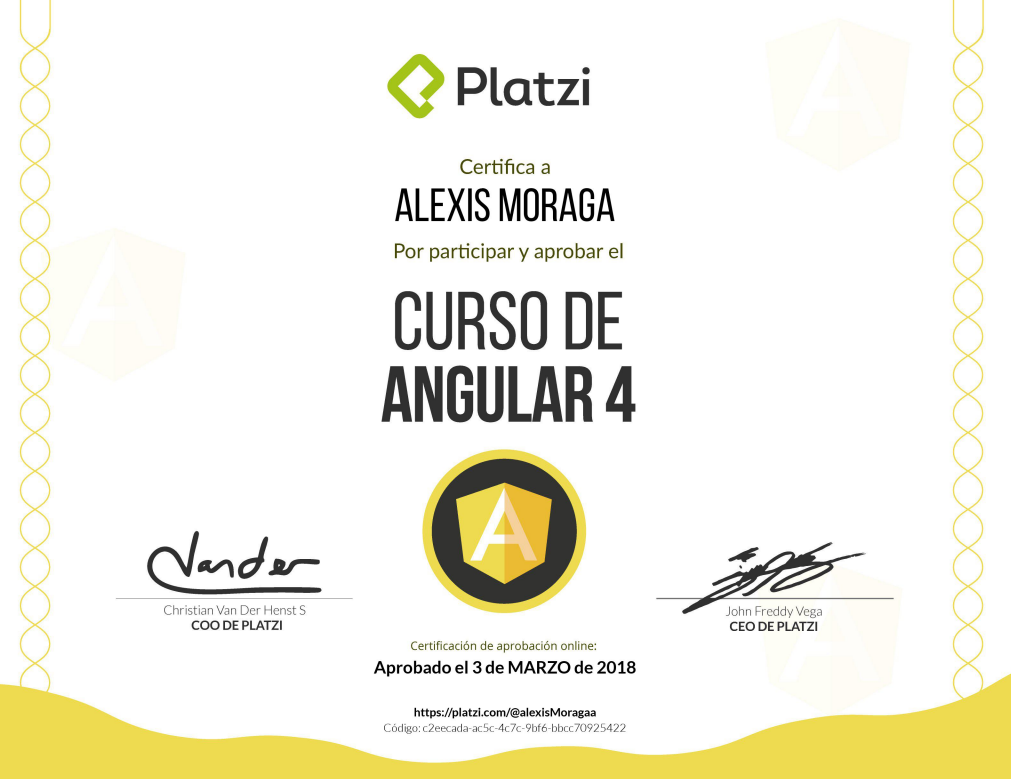 Platzi
Certifica a
ALEXIS MORAGA
Por participar y aprobar el
CURSO DE
ANGULAR 4
A
Vander
Christian Van Der Henst S
COO DE PLATZI
John Freddy Vega
CEO DE PLATZI
Certificación de aprobación online:
Aprobado el 3 de MARZO de 2018
https://platzi.com/@alexisMoragaa
Código: c2eecada-ac5c-4c7c-9bf6-bbcc70925422